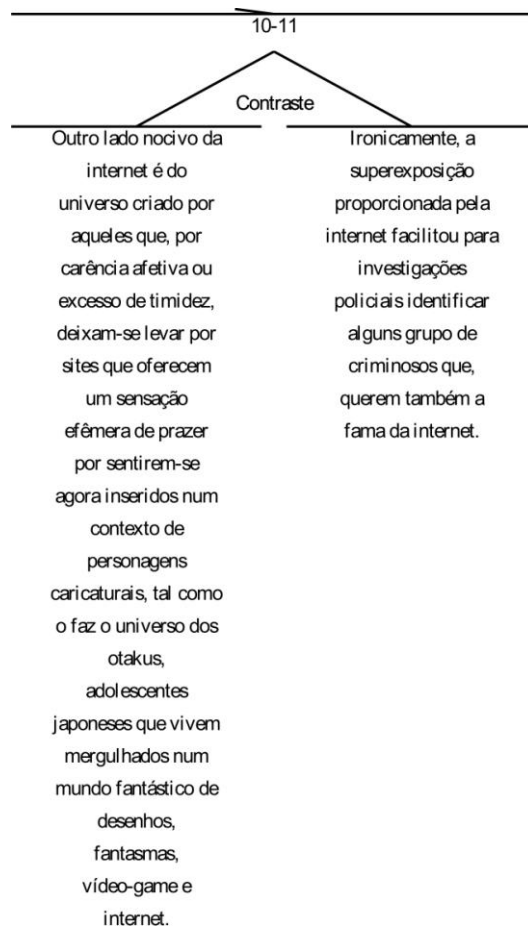 10-11
Contraste
Outro lado nocivo da
internet é do
universo criado por
aqueles que, por
carência afetiva ou
excesso de timidez,
deixam-se levar por
sites que oferecem
um sensação
efêmera de prazer
por sentirem-se
agora inseridos num
contexto de
personagens
caricaturais, tal como
o faz o universo dos
otakus,
adolescentes
japoneses que vivem
mergulhados num
mundo fantástico de
desenhos,
fantasmas,
vídeo-game e
internet.
Ironicamente, a
superexposição
proporcionada pela
internet facilitou para
investigações
policiais identificar
alguns grupo de
criminosos que,
querem também a
fama da internet.